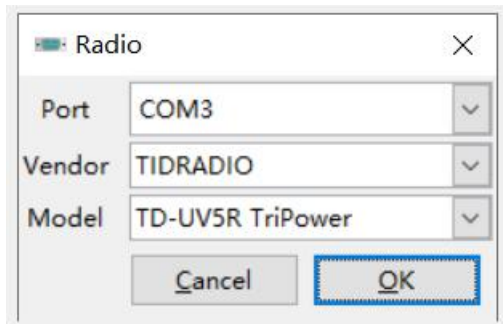 Radio
Port COM3
Vendor TIDRADIO
Model TD-UV5R TriPower
Cancel OK